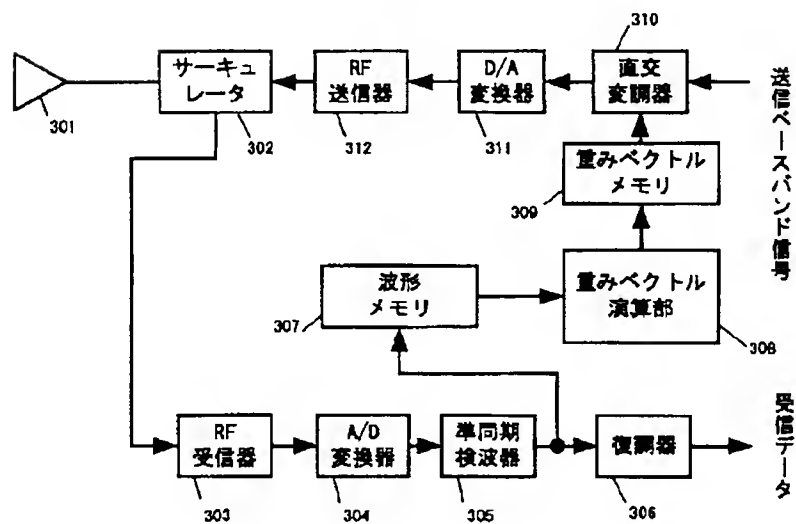 310
サーキュ
レータ
RF
送信器
D/A
変換器
直交
変調器
301
302
312
311
送信ベースバンド信号
重みベクトル
メモリ
309
波形
メモリ
重みベクトル
演算部
307
308
RF
受信器
A/D
変換器
準同期
検波器
復調器
受信データ
303
304
305
306